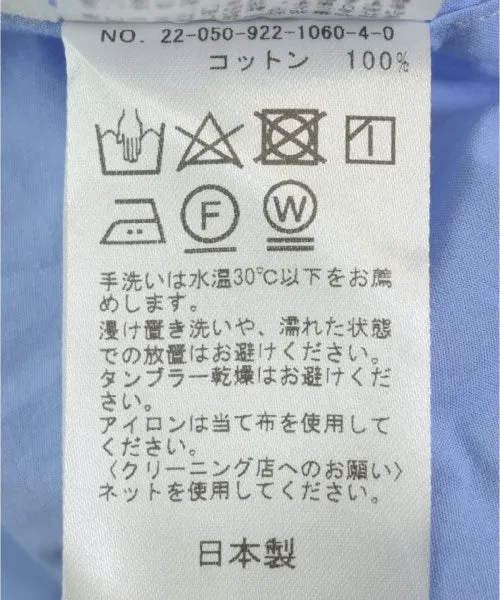 NO. 22-050-922-1060-4-0
コットン 100%
F
W
手洗いは水温30℃以下をお薦
めします。
浸け置き洗いや、濡れた状態
での放置はお避けください。
タンブラー乾燥はお避けくだ
さい。
アイロンは当て布を使用して
ください。
〈クリーニング店へのお願い〉
ネットを使用してください。
日本製